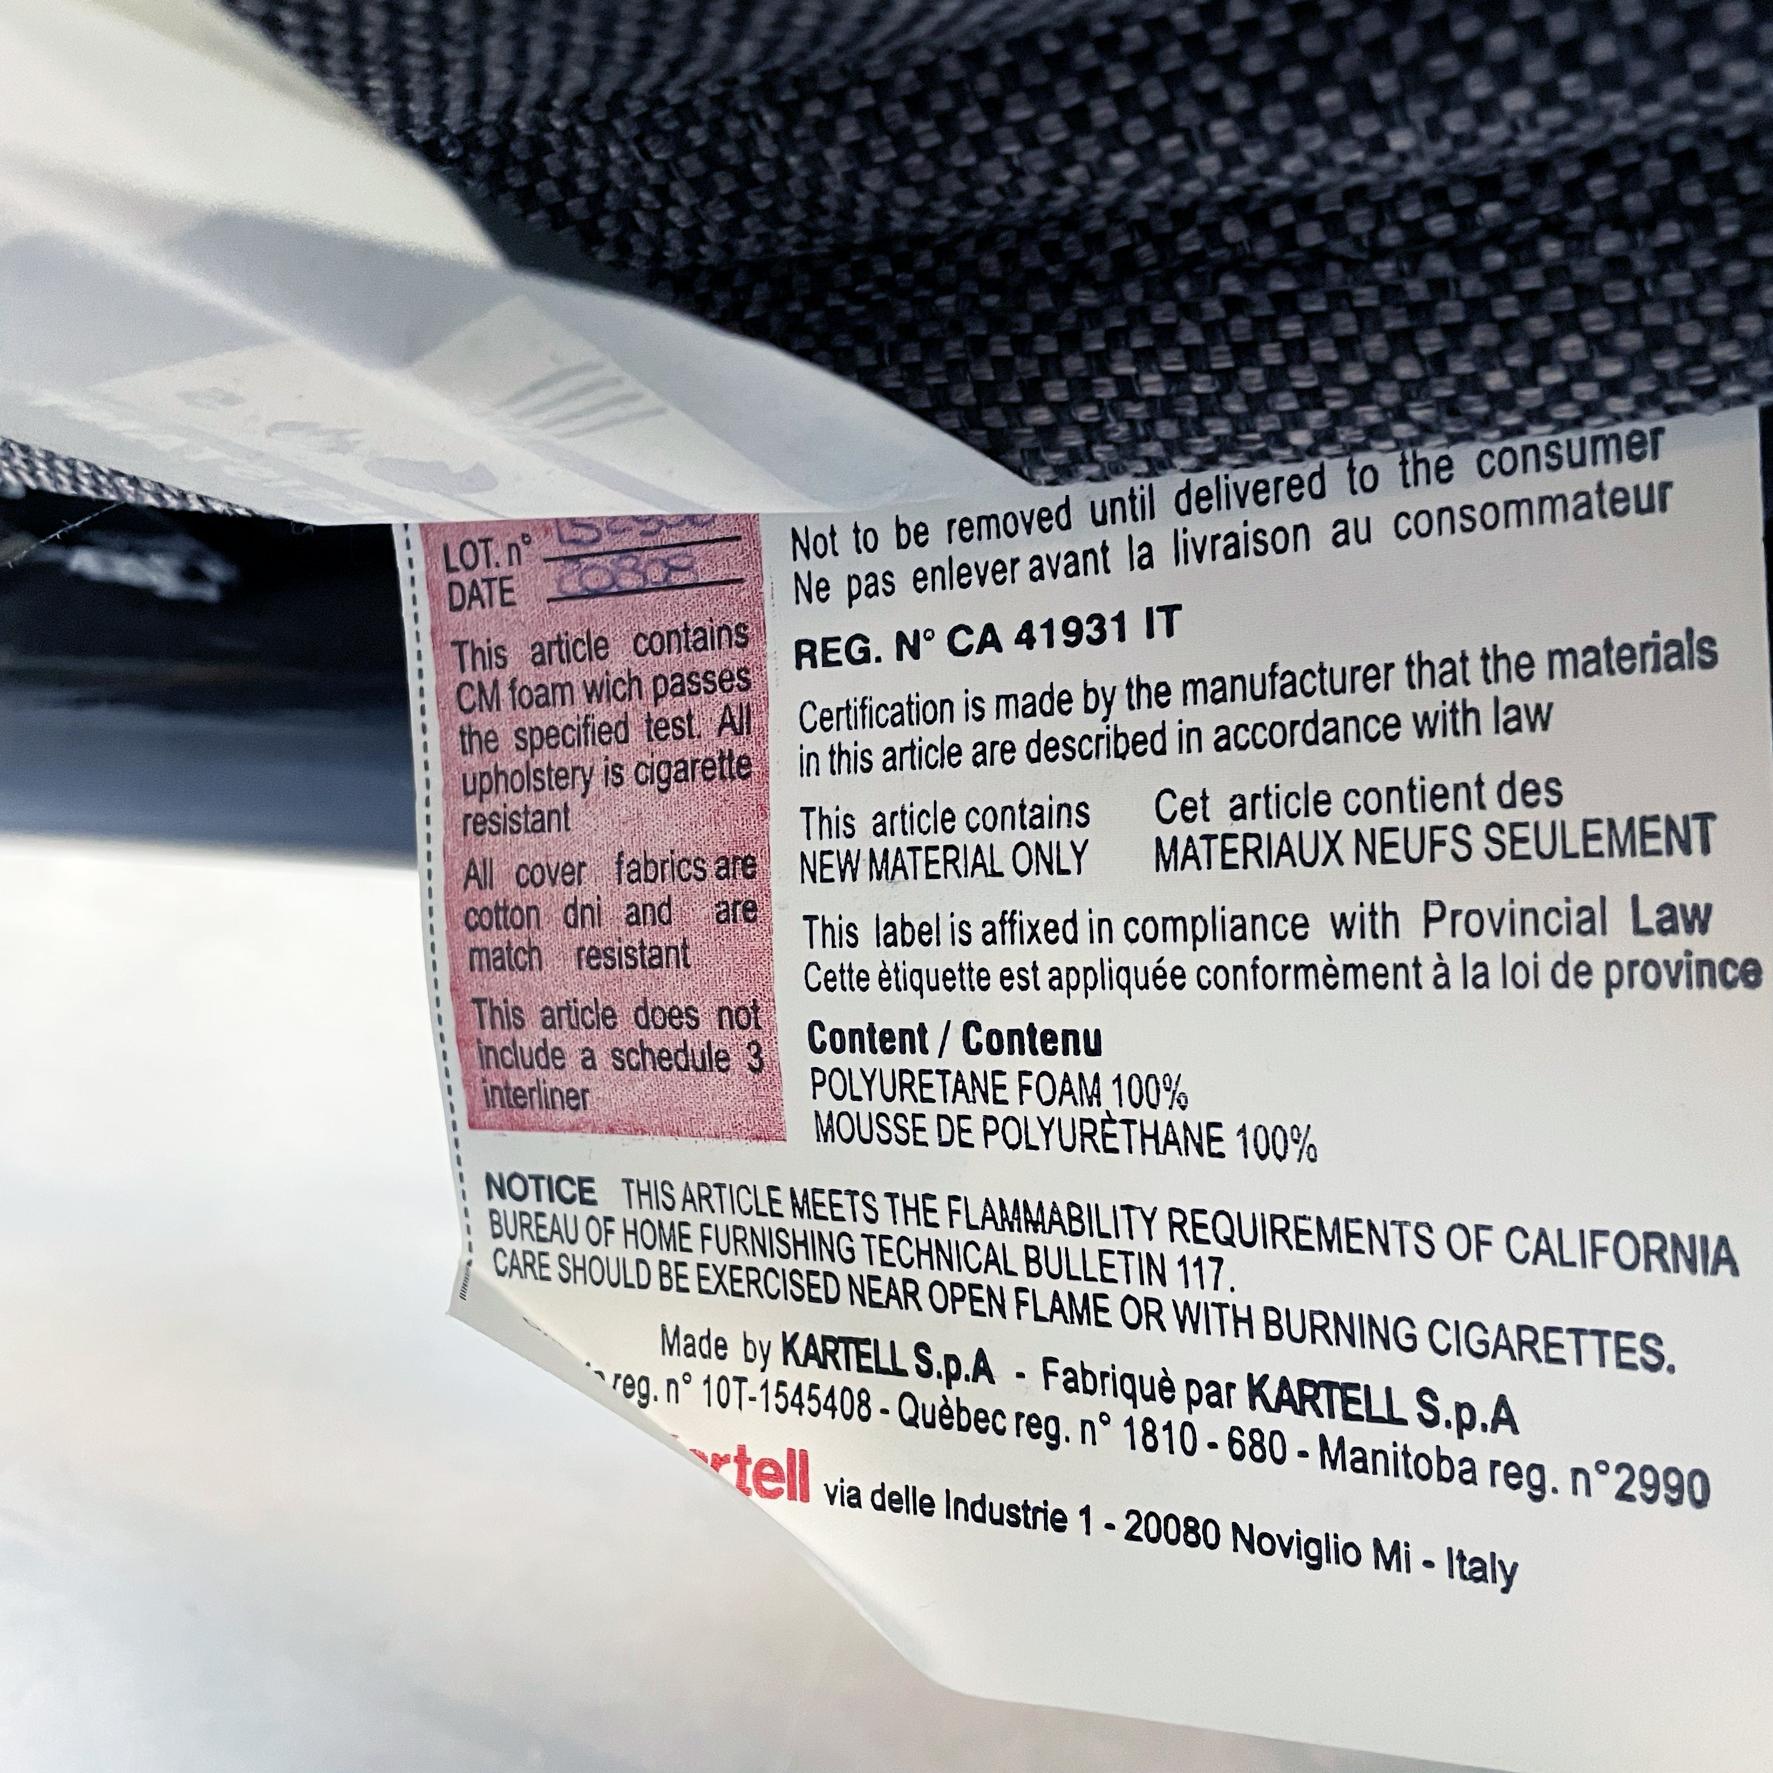 LOT. n°
DATE
This article contains
CM foam wich passes
the specified test. All
upholstery is cigarette
resistant
All cover fabrics are
cotton dni and are
match resistant
This article does not
include a schedule 3
interliner
Not to be removed until delivered to the consumer
Ne pas enlever avant la livraison au consommateur
REG. N° CA 41931 IT
Certification is made by the manufacturer that the materials
in this article are described in accordance with law
This article contains
NEW MATERIAL ONLY
Cet article contient des
MATERIAUX NEUFS SEULEMENT
This label is affixed in compliance with Provincial Law
Cette ètiquette est appliquée conformèment à la loi de province
Content / Contenu
POLYURETANE FOAM 100%
MOUSSE DE POLYURÈTHANE 100%
NOTICE THIS ARTICLE MEETS THE FLAMMABILITY REQUIREMENTS OF CALIFORNIA
BUREAU OF HOME FURNISHING TECHNICAL BULLETIN 117.
CARE SHOULD BE EXERCISED NEAR OPEN FLAME OR WITH BURNING CIGARETTES.
Made by KARTELL S.p.A - Fabriquè par KARTELL S.p.A
reg. n° 10T-1545408 - Quèbec reg. n° 1810 - 680 - Manitoba reg. n°2990
via delle Industrie 1 - 20080 Noviglio Mi - Italy